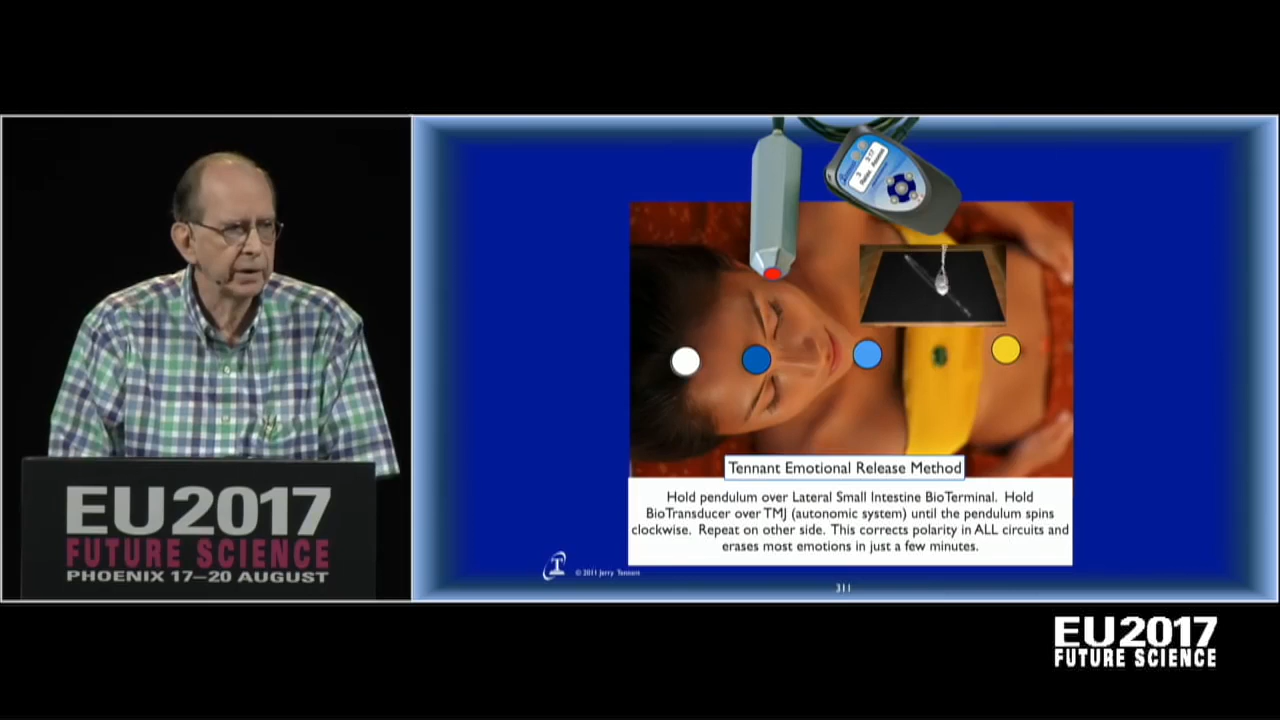 EU2017
FUTURE SCIENCE
PHOENIX 17–20 AUGUST
Tennant Emotional Release Method
Hold pendulum over Lateral Small Intestine BioTerminal. Hold
BioTransducer over TMJ (autonomic system) until the pendulum spins
clockwise. Repeat on other side. This corrects polarity in ALL circuits and
erases most emotions in just a few minutes.
T
© 2011 Jerry Tennant
311
EU2017
FUTURE SCIENCE